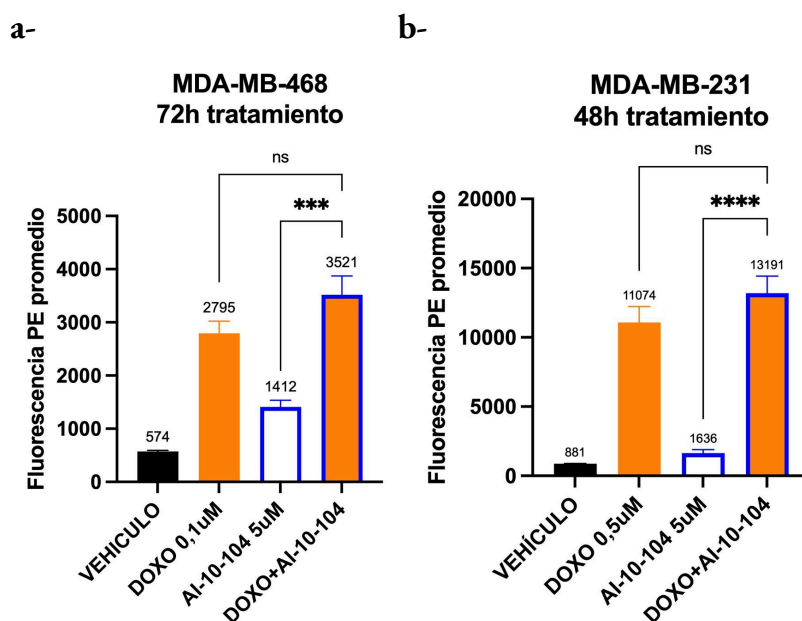 a-
MDA-MB-468
72h tratamiento
ns
***
Fluorescencia PE promedio
5000
4000
3000
2000
1000
0
574
2795
1412
3521
VEHICULO
DOXO 0,1uM
AI-10-104 5uM
DOXO+AI-10-104
b-
MDA-MB-231
48h tratamiento
ns
****
Fluorescencia PE promedio
20000
15000
10000
5000
0
881
11074
1636
13191
VEHÍCULO
DOXO 0,5uM
AI-10-104 5uM
DOXO+AI-10-104